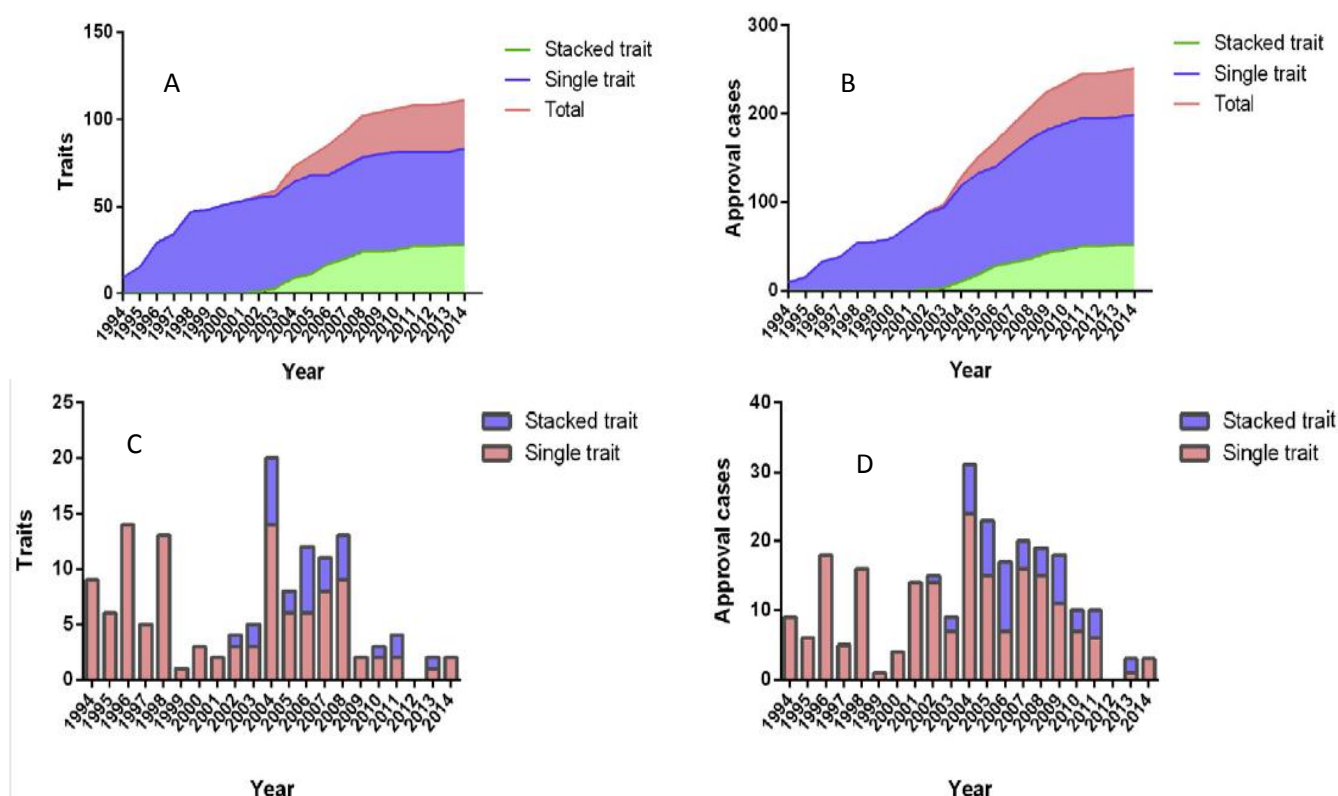 A
150
100
50
0
Traits
Stacked trait
Single trait
Total
1994 1995 1996 1997 1998 1999 2000 2001 2002 2003 2004 2005 2006 2007 2008 2009 2010 2011 2012 2013 2014
Year
B
300
200
100
0
Approval cases
Stacked trait
Single trait
Total
1994 1995 1996 1997 1998 1999 2000 2001 2002 2003 2004 2005 2006 2007 2008 2009 2010 2011 2012 2013 2014
Year
C
25
20
15
10
5
0
Traits
Stacked trait
Single trait
1994 1995 1996 1997 1998 1999 2000 2001 2002 2003 2004 2005 2006 2007 2008 2009 2010 2011 2012 2013 2014
Year
D
40
30
20
10
0
Approval cases
Stacked trait
Single trait
1994 1995 1996 1997 1998 1999 2000 2001 2002 2003 2004 2005 2006 2007 2008 2009 2010 2011 2012 2013 2014
Year